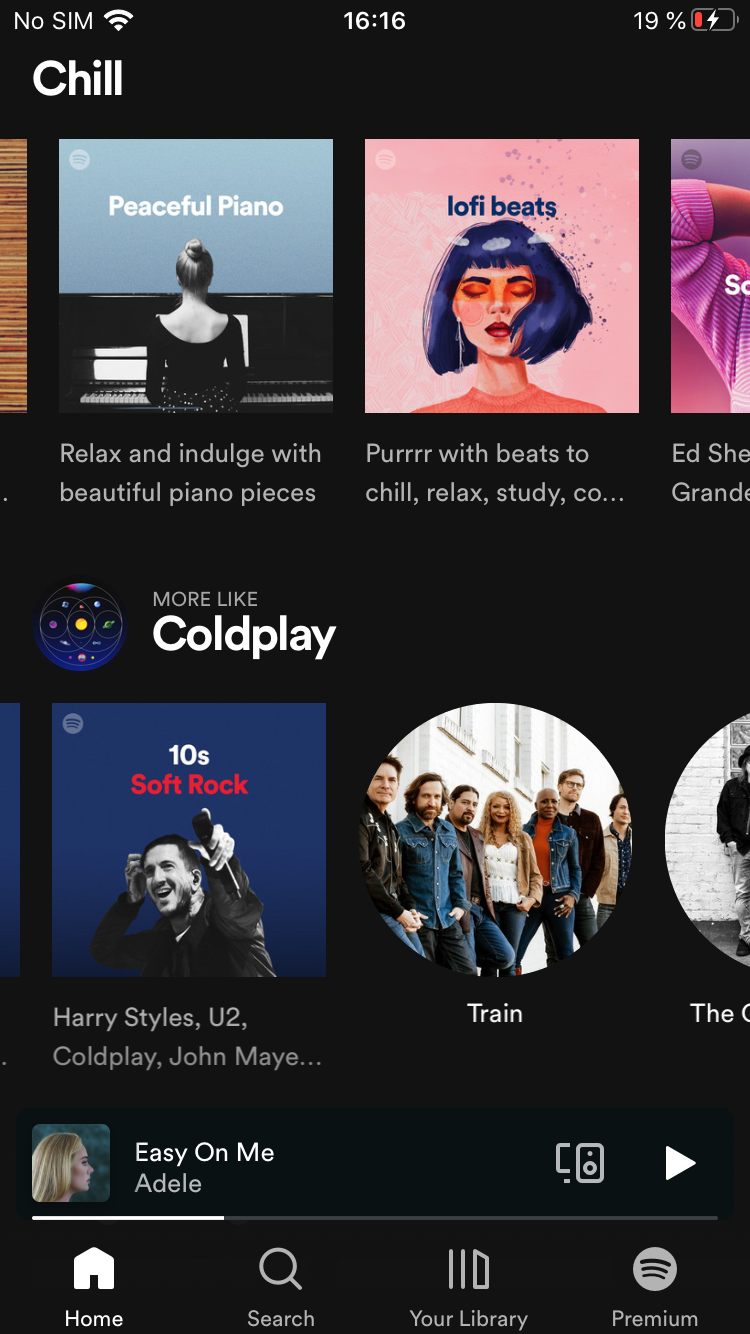 No SIM 16:16 19 %
Chill
Peaceful Piano
lofi beats
Relax and indulge with
beautiful piano pieces
Purrrr with beats to
chill, relax, study, co...
Ed She
Grande
MORE LIKE
Coldplay
10s
Soft Rock
Harry Styles, U2,
Coldplay, John Maye...
Train
The
Easy On Me
Adele
Home
Search
Your Library
Premium